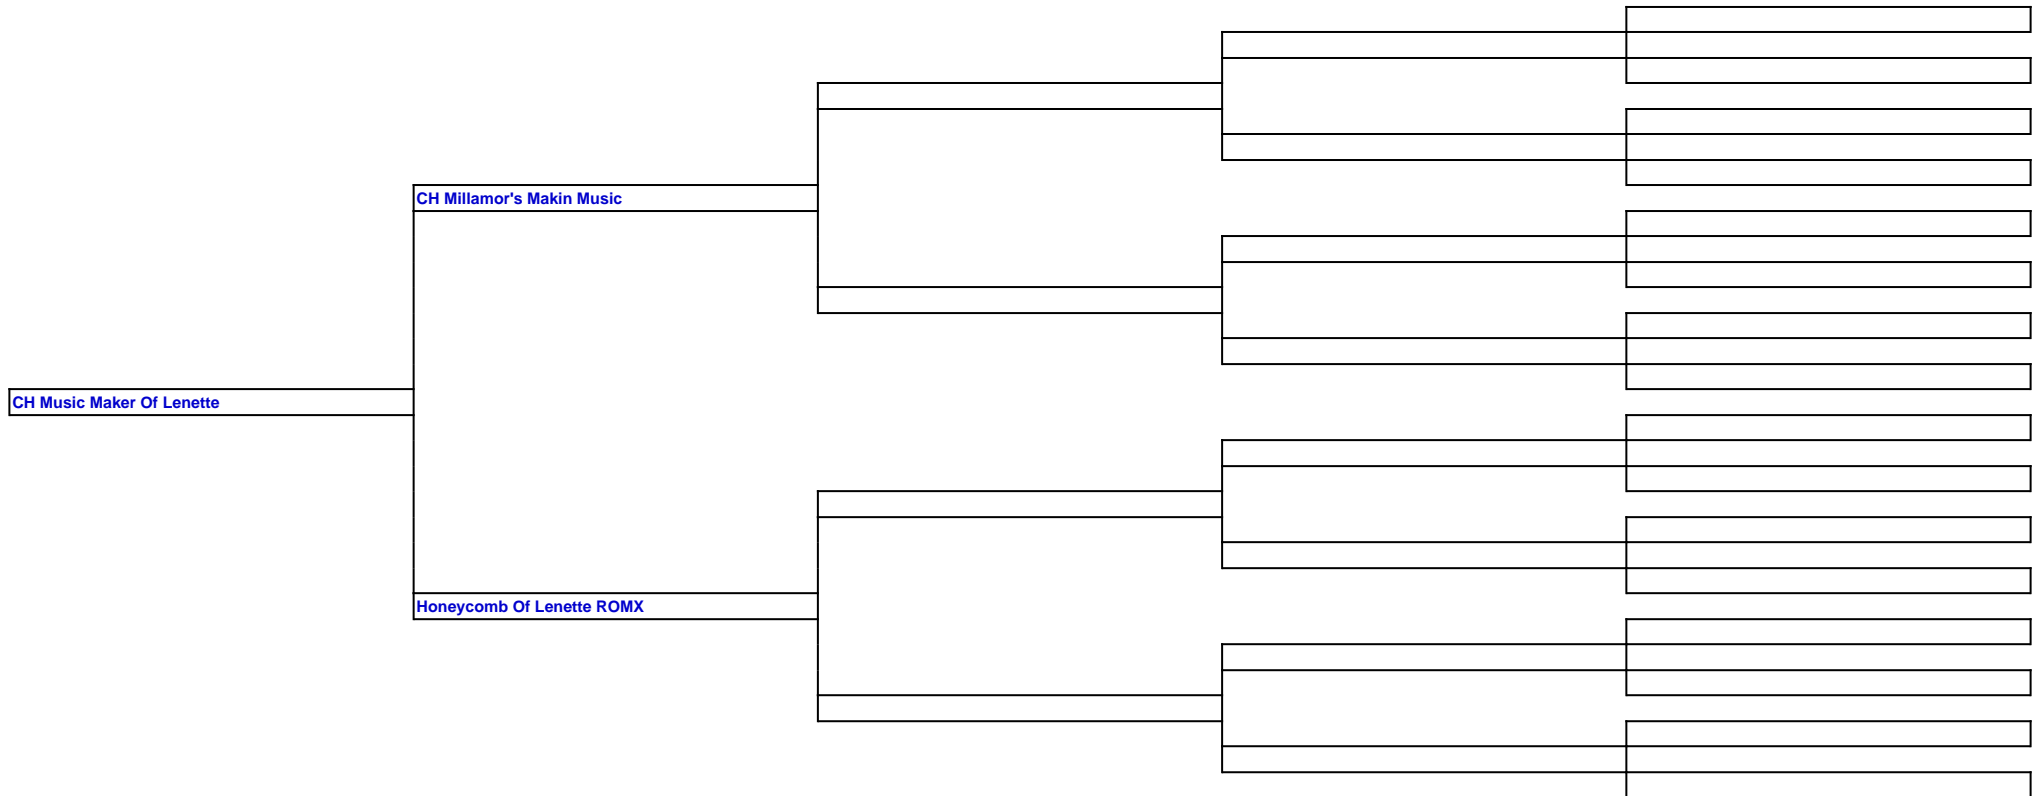 CH Millamor's Makin Music
CH Music Maker Of Lenette
Honeycomb Of Lenette ROMX